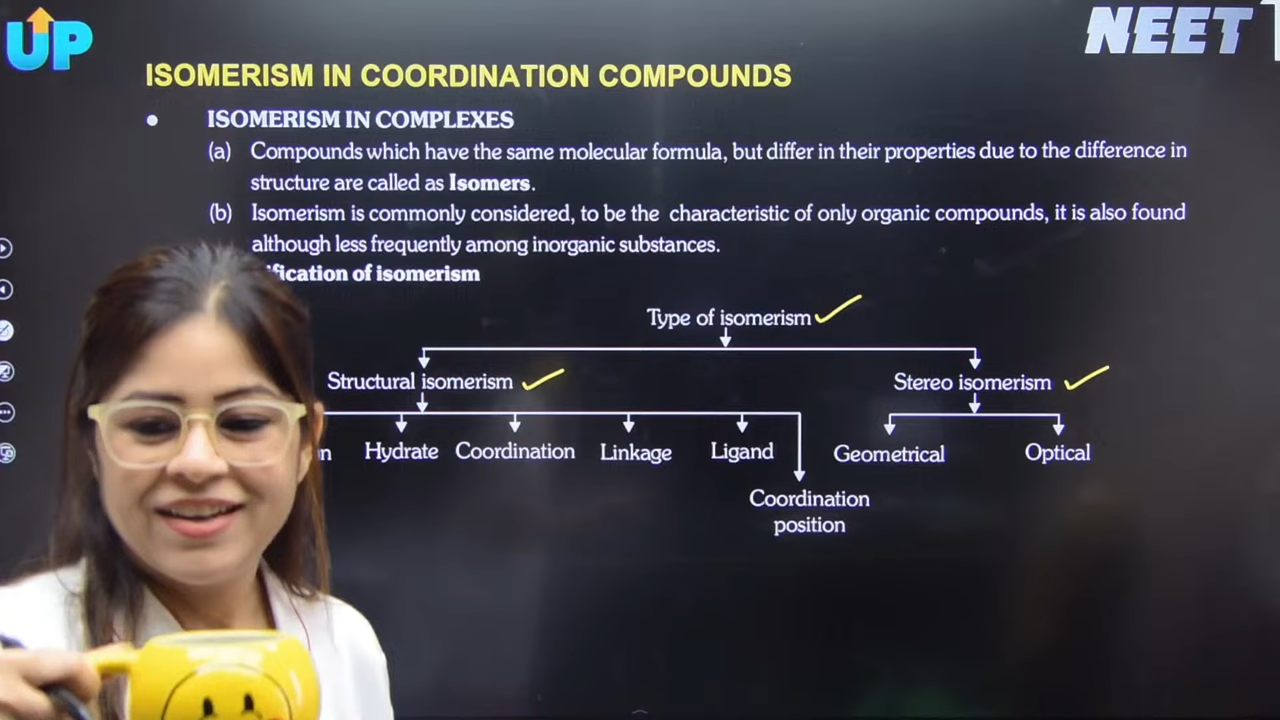 UP
NEET
ISOMERISM IN COORDINATION COMPOUNDS
● ISOMERISM IN COMPLEXES
(a) Compounds which have the same molecular formula, but differ in their properties due to the difference in
structure are called as Isomers.
(b) Isomerism is commonly considered, to be the characteristic of only organic compounds, it is also found
although less frequently among inorganic substances.
ification of isomerism
Type of isomerism
Structural isomerism Stereo isomerism
n Hydrate Coordination Linkage Ligand Geometrical Optical
Coordination
position